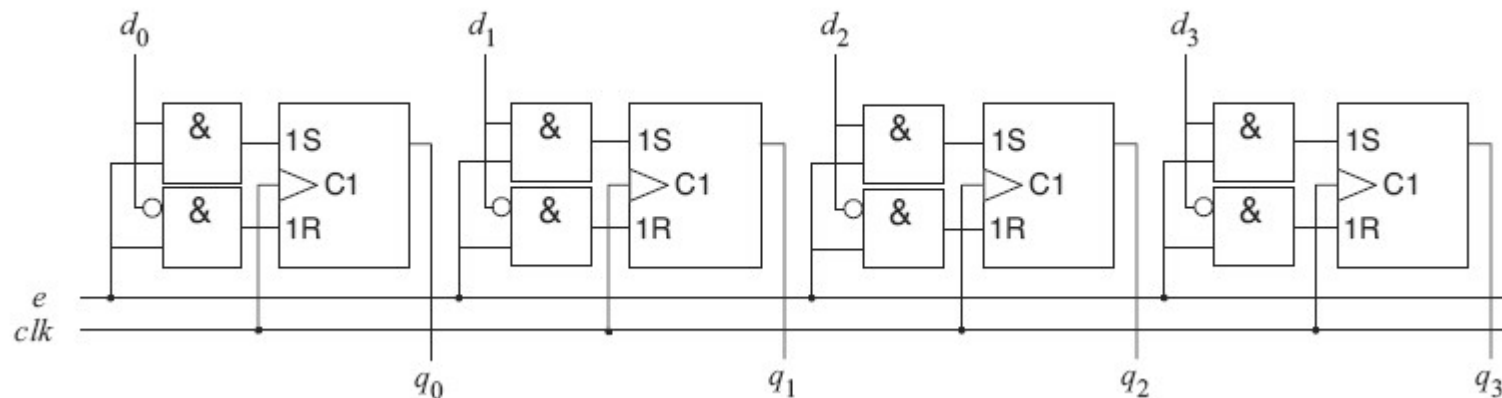 d0 d1 d2 d3
& & & &
1S 1S 1S 1S
C1 C1 C1 C1
& & & &
1R 1R 1R 1R
e
clk
q0 q1 q2 q3